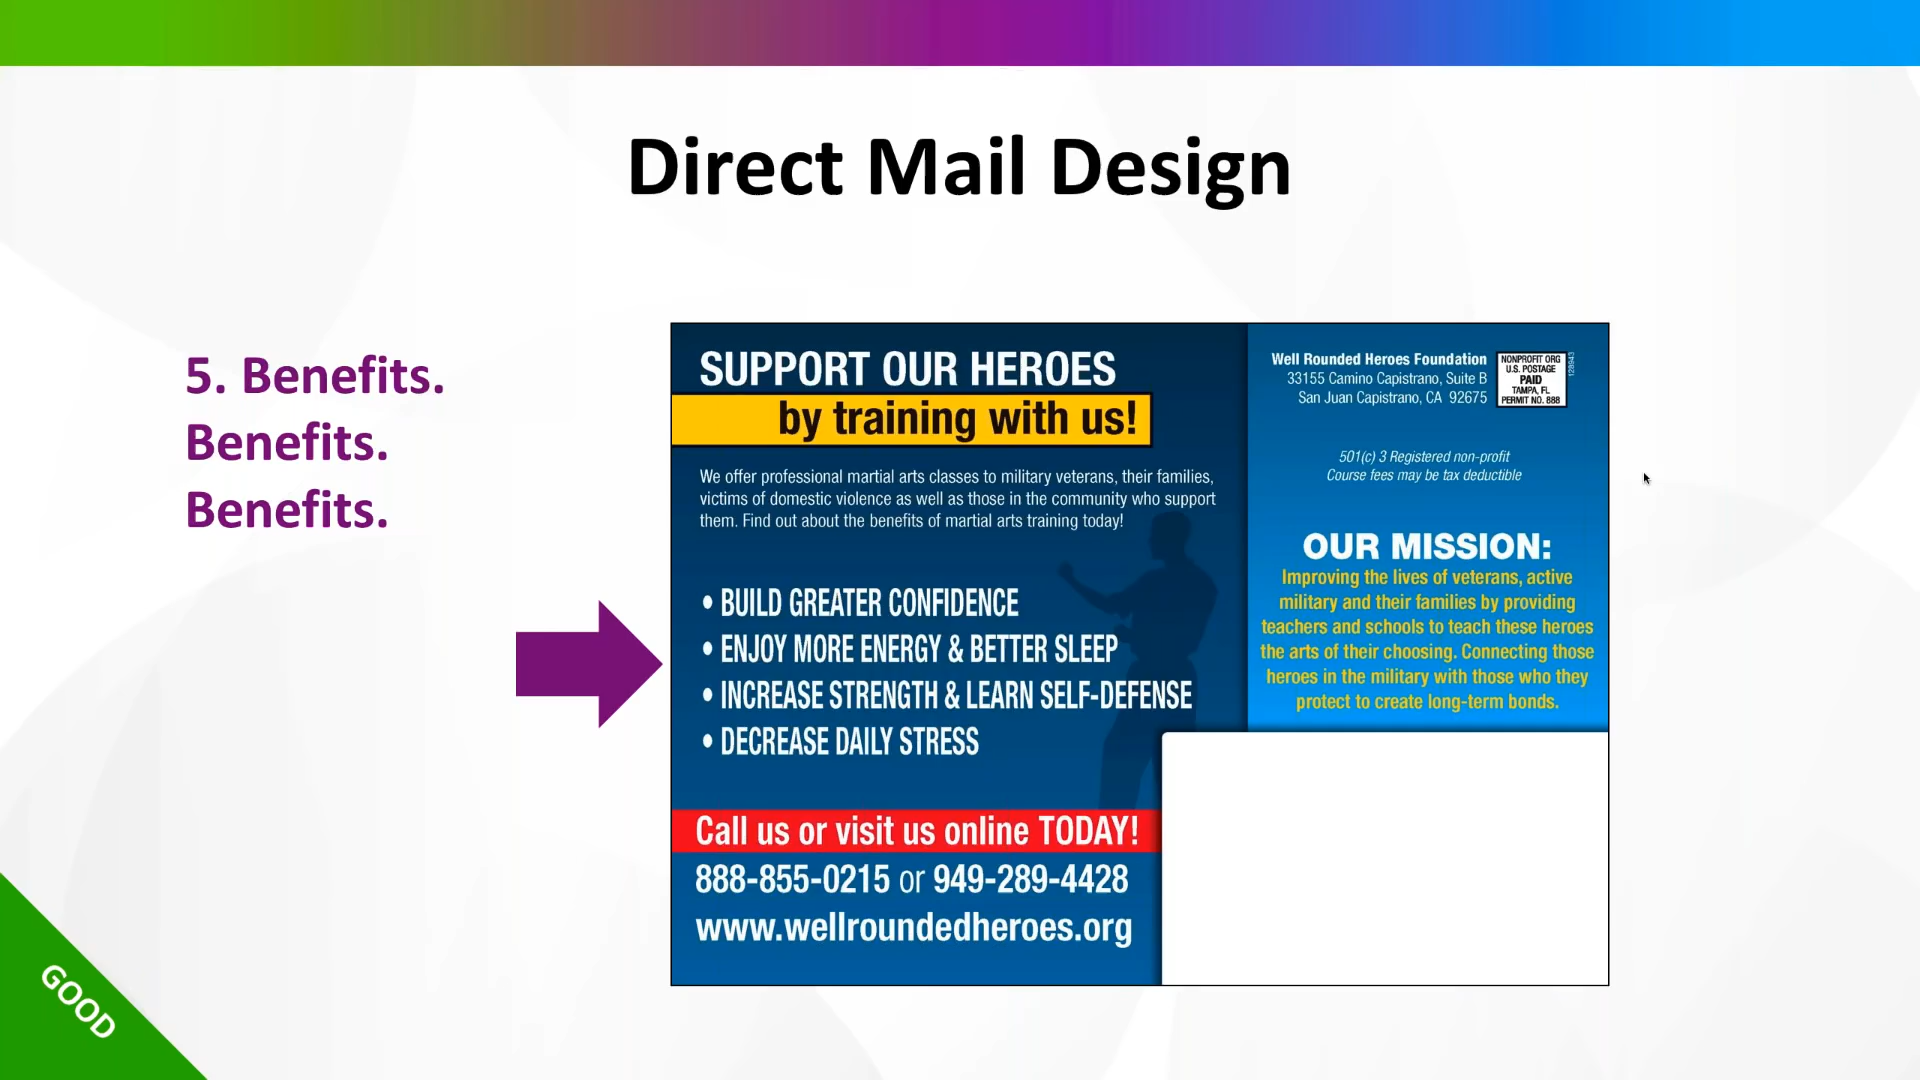 Direct Mail Design
5. Benefits.
Benefits.
Benefits.
SUPPORT OUR HEROES
by training with us!
We offer professional martial arts classes to military veterans, their families,
victims of domestic violence as well as those in the community who support
them. Find out about the benefits of martial arts training today!
• BUILD GREATER CONFIDENCE
• ENJOY MORE ENERGY & BETTER SLEEP
• INCREASE STRENGTH & LEARN SELF-DEFENSE
• DECREASE DAILY STRESS
Call us or visit us online TODAY!
888-855-0215 or 949-289-4428
www.wellroundedheroes.org
Well Rounded Heroes Foundation
33155 Camino Capistrano, Suite B
San Juan Capistrano, CA 92675
NONPROFIT ORG
U.S. POSTAGE
PAID
TAMPA, FL
PERMIT NO. 888
128943
501(c) 3 Registered non-profit
Course fees may be tax deductible
OUR MISSION:
Improving the lives of veterans, active
military and their families by providing
teachers and schools to teach these heroes
the arts of their choosing. Connecting those
heroes in the military with those who they
protect to create long-term bonds.
GOOD